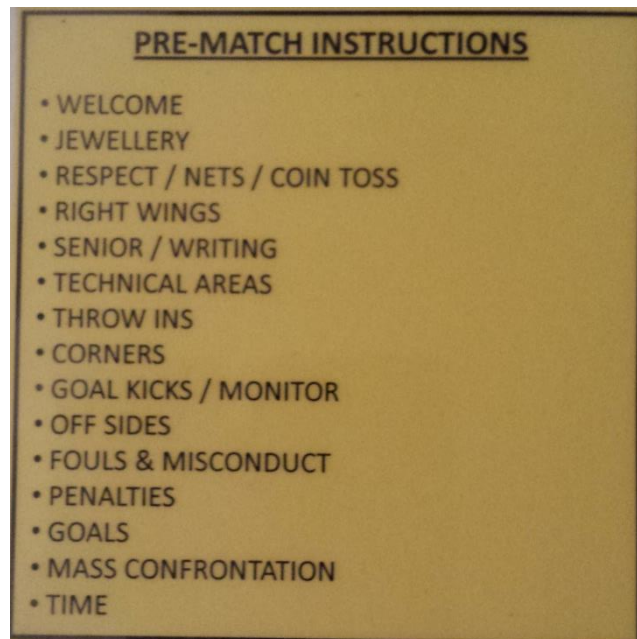 PRE-MATCH INSTRUCTIONS
• WELCOME
• JEWELLERY
• RESPECT / NETS / COIN TOSS
• RIGHT WINGS
• SENIOR / WRITING
• TECHNICAL AREAS
• THROW INS
• CORNERS
• GOAL KICKS / MONITOR
• OFF SIDES
• FOULS & MISCONDUCT
• PENALTIES
• GOALS
• MASS CONFRONTATION
• TIME